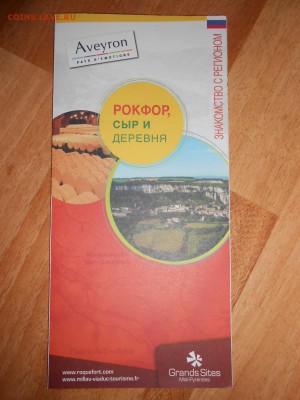 COINS.LAVE.RU
Aveyron
PAYS D'ÉMOTIONS
ЗНАКОМСТВО С РЕГИОНОМ
РОКФОР,
СЫР И
ДЕРЕВНЯ
www.roquefort.com
www.millau-viaduc-tourisme.fr
Grands Sites
Midi-Pyrénées